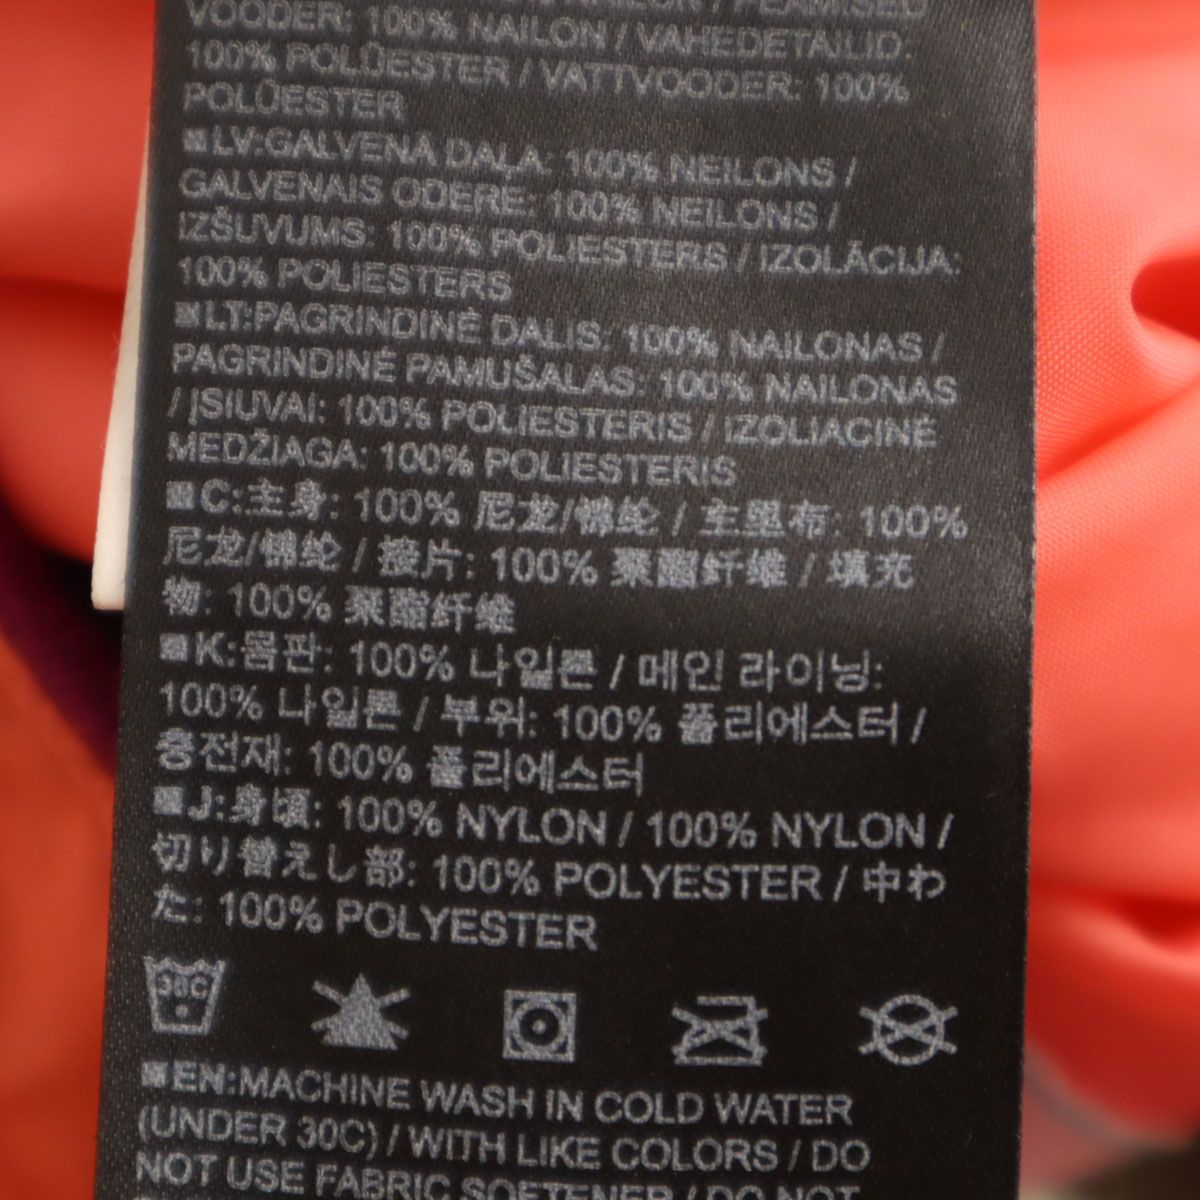 NAILON / PEAMISED
VOODER: 100% NAILON / VAHEDETAILID:
100% POLÜESTER / VATTVOODER: 100%
POLÜESTER
LV:GALVENĀ DAĻA: 100% NEILONS /
GALVENAIS ODERE: 100% NEILONS /
IZŠUVUMS: 100% POLIESTERS / IZOLĀCIJA:
100% POLIESTERS
LT:PAGRINDINĖ DALIS: 100% NAILONAS /
PAGRINDINĖ PAMUŠALAS: 100% NAILONAS
/ ĮSIUVAI: 100% POLIESTERIS / IZOLIACINĖ
MEDŽIAGA: 100% POLIESTERIS
C:主身: 100% 尼龙/锦纶 / 主里布: 100%
尼龙/锦纶 / 接片: 100% 聚酯纤维 / 填充
物: 100% 聚酯纤维
K:몸판: 100% 나일론 / 메인 라이닝:
100% 나일론 / 부위: 100% 폴리에스터 /
충전재: 100% 폴리에스터
J:身頃: 100% NYLON / 100% NYLON /
切り替えし部: 100% POLYESTER / 中わ
た: 100% POLYESTER
30C
EN:MACHINE WASH IN COLD WATER
(UNDER 30C) / WITH LIKE COLORS / DO
NOT USE FABRIC SOFTENER / DO NOT